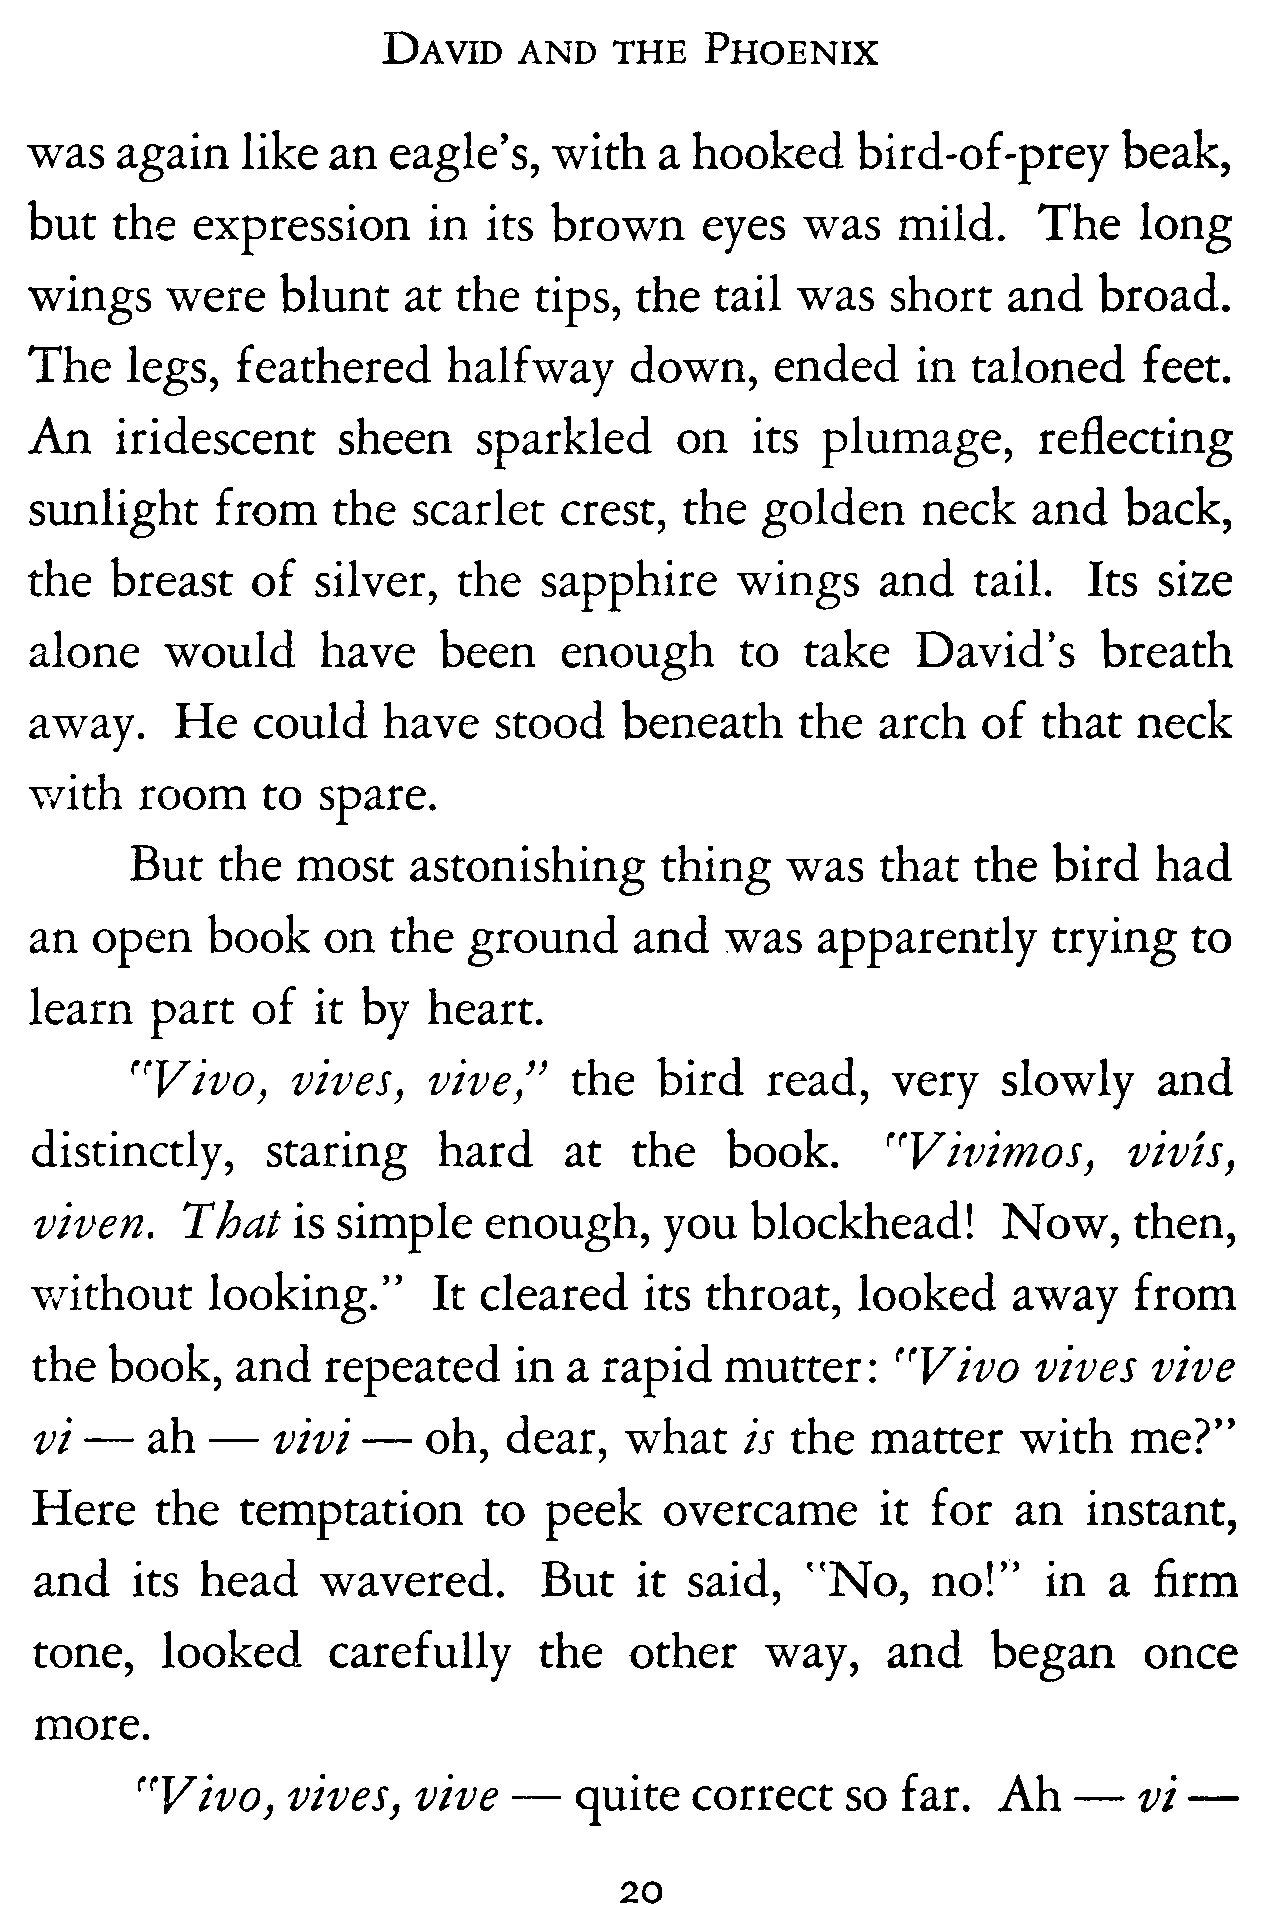 DAVID AND THE PHOENIX
was again like an eagle's, with a hooked bird-of-prey beak,
but the expression in its brown eyes was mild. The long
wings were blunt at the tips, the tail was short and broad.
The legs, feathered halfway down, ended in taloned feet.
An iridescent sheen sparkled on its plumage, reflecting
sunlight from the scarlet crest, the golden neck and back,
the breast of silver, the sapphire wings and tail. Its size
alone would have been enough to take David's breath
away. He could have stood beneath the arch of that neck
with room to spare.
But the most astonishing thing was that the bird had
an open book on the ground and was apparently trying to
learn part of it by heart.
"Vivo, vives, vive," the bird read, very slowly and
distinctly, staring hard at the book. "Vivimos, vivís,
viven. That is simple enough, you blockhead! Now, then,
without looking." It cleared its throat, looked away from
the book, and repeated in a rapid mutter: "Vivo vives vive
vi — ah — vivi — oh, dear, what is the matter with me?"
Here the temptation to peek overcame it for an instant,
and its head wavered. But it said, "No, no!" in a firm
tone, looked carefully the other way, and began once
more.
"Vivo, vives, vive — quite correct so far. Ah — vi —
20